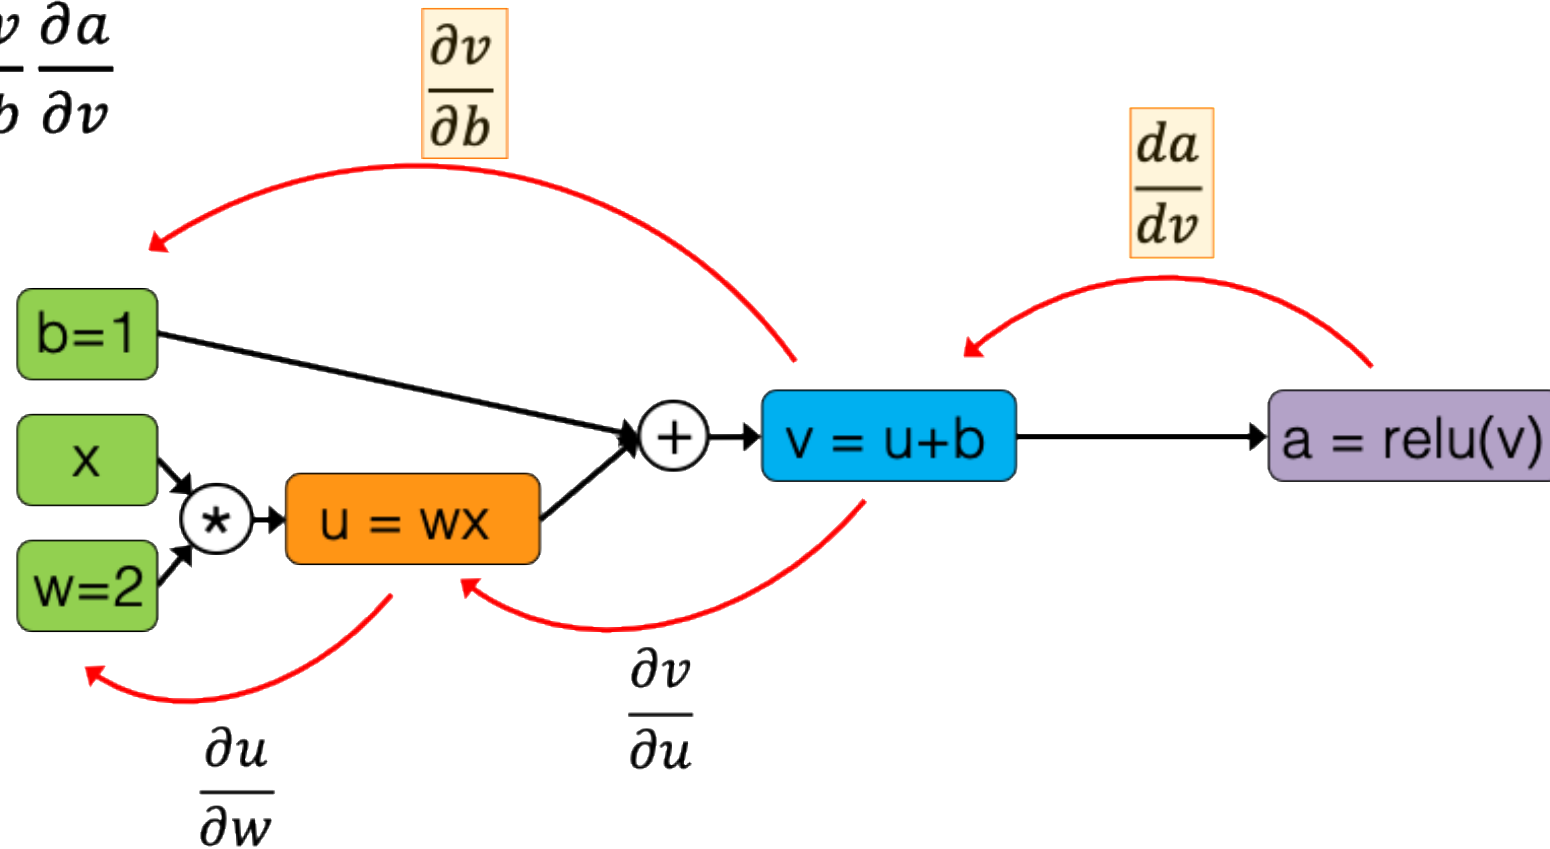 ∂v/∂b ∂a/∂v
∂v/∂b
da/dv
b=1
x
w=2
*
u = wx
+
v = u+b
a = relu(v)
∂v/∂u
∂u/∂w